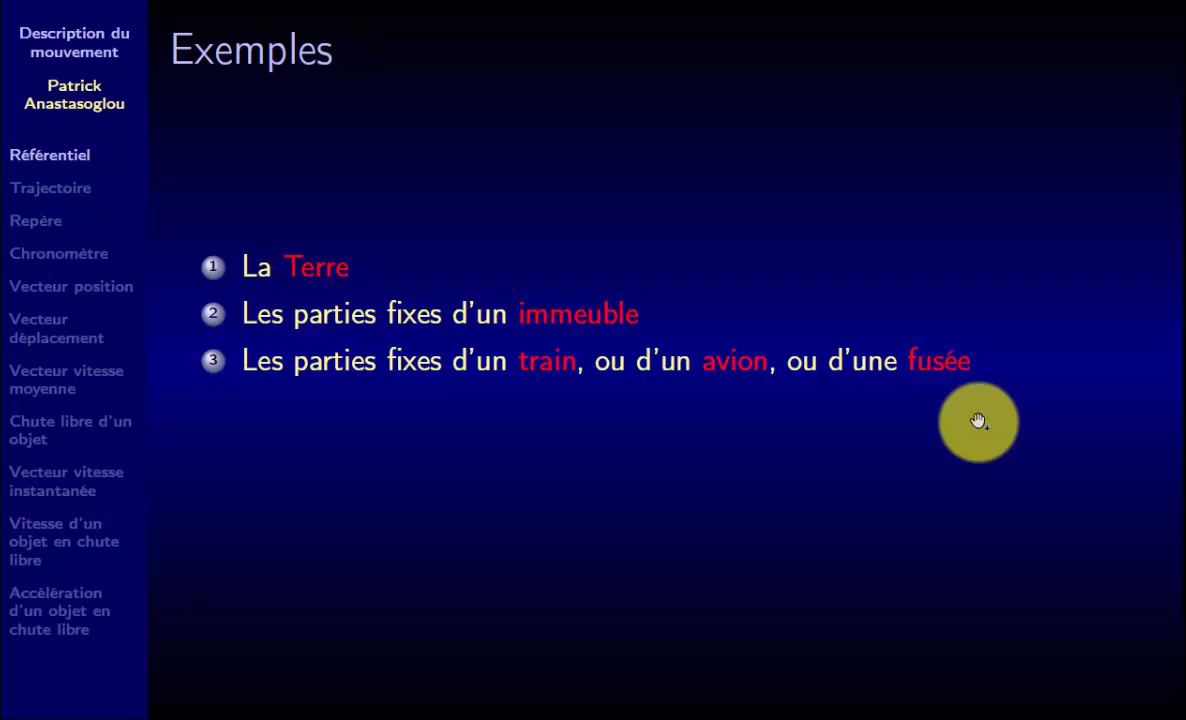 Description du
mouvement
Patrick
Anastasoglou
Référentiel
Trajectoire
Repère
Chronomètre
Vecteur position
Vecteur
déplacement
Vecteur vitesse
moyenne
Chute libre d'un
objet
Vecteur vitesse
instantanée
Vitesse d'un
objet en chute
libre
Accélération
d'un objet en
chute libre
Exemples
1 La Terre
2 Les parties fixes d'un immeuble
3 Les parties fixes d'un train, ou d'un avion, ou d'une fusée